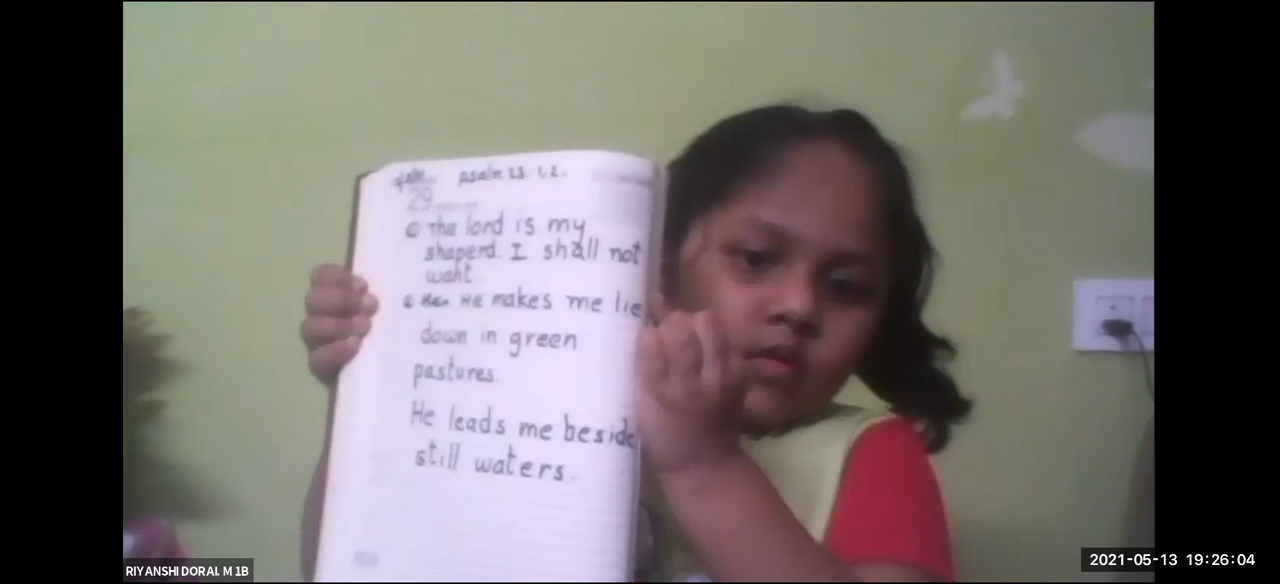 psalm 23. 1,2.
29
The lord is my
shaperd. I shall not
want
He makes me lie
down in green
pastures.
He leads me beside
still waters.
RIYANSHI DORAI. M 1B
2021-05-13 19:26:04